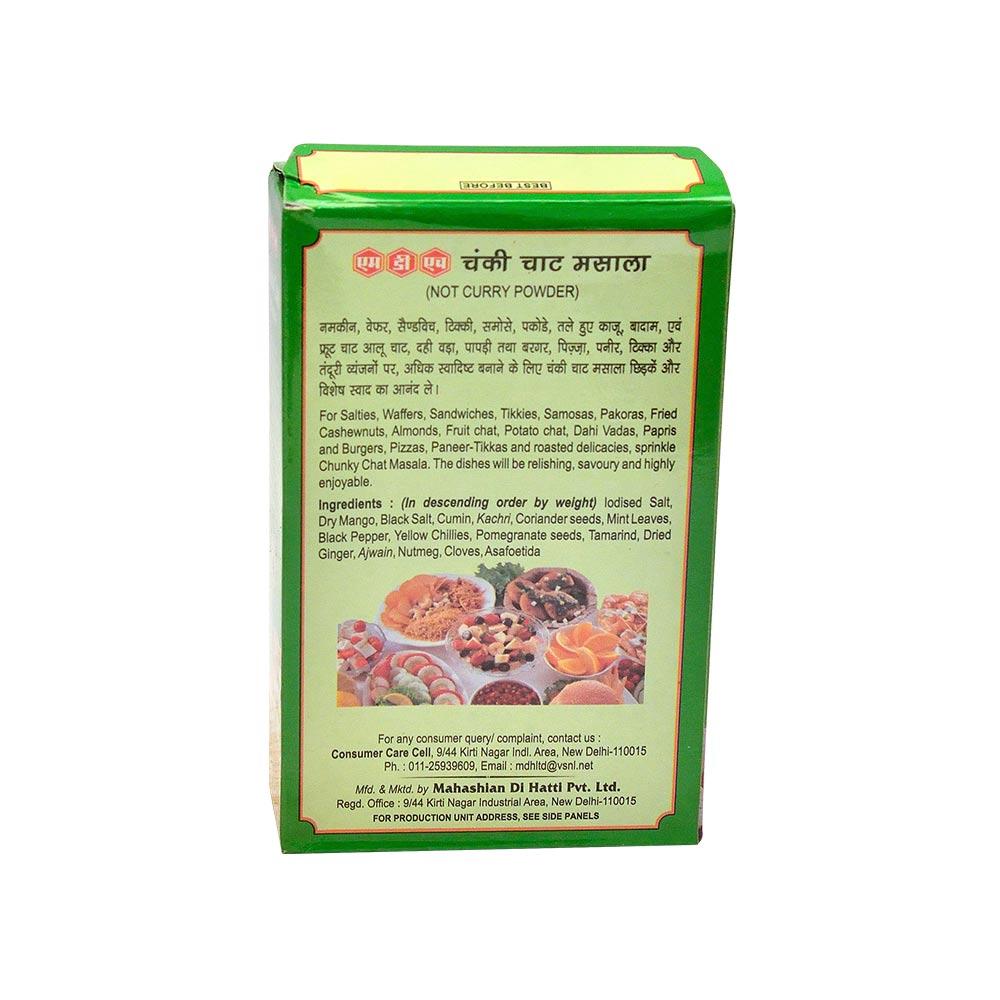 BEST BEFORE
एम डी एच चंकी चाट मसाला
(NOT CURRY POWDER)
नमकीन, वेफर, सैण्डविच, टिक्की, समोसे, पकोडे, तले हुए काजू, बादाम, एवं
फ्रूट चाट आलू चाट, दही वड़ा, पापड़ी तथा बरगर, पिज़्ज़ा, पनीर, टिक्का और
तंदूरी व्यंजनों पर, अधिक स्वादिष्ट बनाने के लिए चंकी चाट मसाला छिड़कें और
विशेष स्वाद का आनंद ले।
For Salties, Waffers, Sandwiches, Tikkies, Samosas, Pakoras, Fried
Cashewnuts, Almonds, Fruit chat, Potato chat, Dahi Vadas, Papris
and Burgers, Pizzas, Paneer-Tikkas and roasted delicacies, sprinkle
Chunky Chat Masala. The dishes will be relishing, savoury and highly
enjoyable.
Ingredients : (In descending order by weight) Iodised Salt,
Dry Mango, Black Salt, Cumin, Kachri, Coriander seeds, Mint Leaves,
Black Pepper, Yellow Chillies, Pomegranate seeds, Tamarind, Dried
Ginger, Ajwain, Nutmeg, Cloves, Asafoetida
For any consumer query/ complaint, contact us :
Consumer Care Cell, 9/44 Kirti Nagar Indl. Area, New Delhi-110015
Ph. : 011-25939609, Email : mdhltd@vsnl.net
Mfd. & Mktd. by Mahashian Di Hatti Pvt. Ltd.
Regd. Office : 9/44 Kirti Nagar Industrial Area, New Delhi-110015
FOR PRODUCTION UNIT ADDRESS, SEE SIDE PANELS